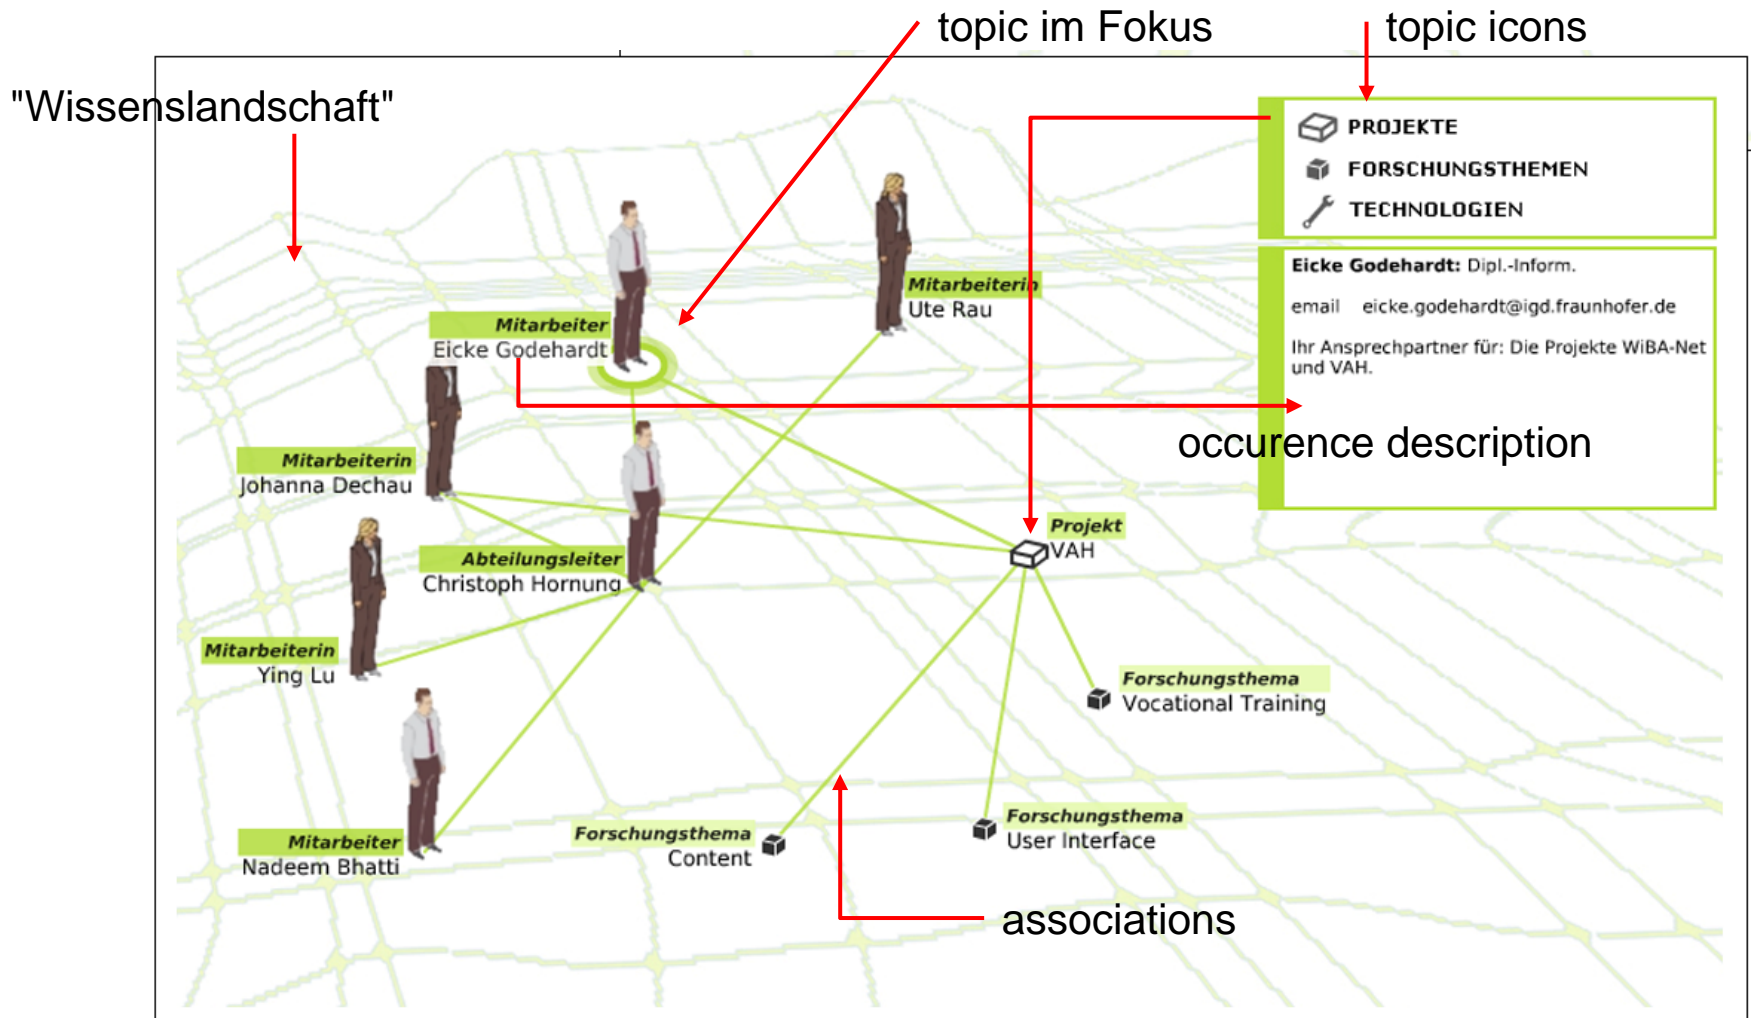 topic im Fokus
topic icons
"Wissenslandschaft"
PROJEKTE
FORSCHUNGSTHEMEN
TECHNOLOGIEN
Eicke Godehardt: Dipl.-Inform.
email eicke.godehardt@igd.fraunhofer.de
Ihr Ansprechpartner für: Die Projekte WiBA-Net
und VAH.
occurence description
Mitarbeiterin
Ute Rau
Mitarbeiter
Eicke Godehardt
Mitarbeiterin
Johanna Dechau
Abteilungsleiter
Christoph Hornung
Projekt
VAH
Mitarbeiterin
Ying Lu
Forschungsthema
Vocational Training
Mitarbeiter
Nadeem Bhatti
Forschungsthema
Content
Forschungsthema
User Interface
associations